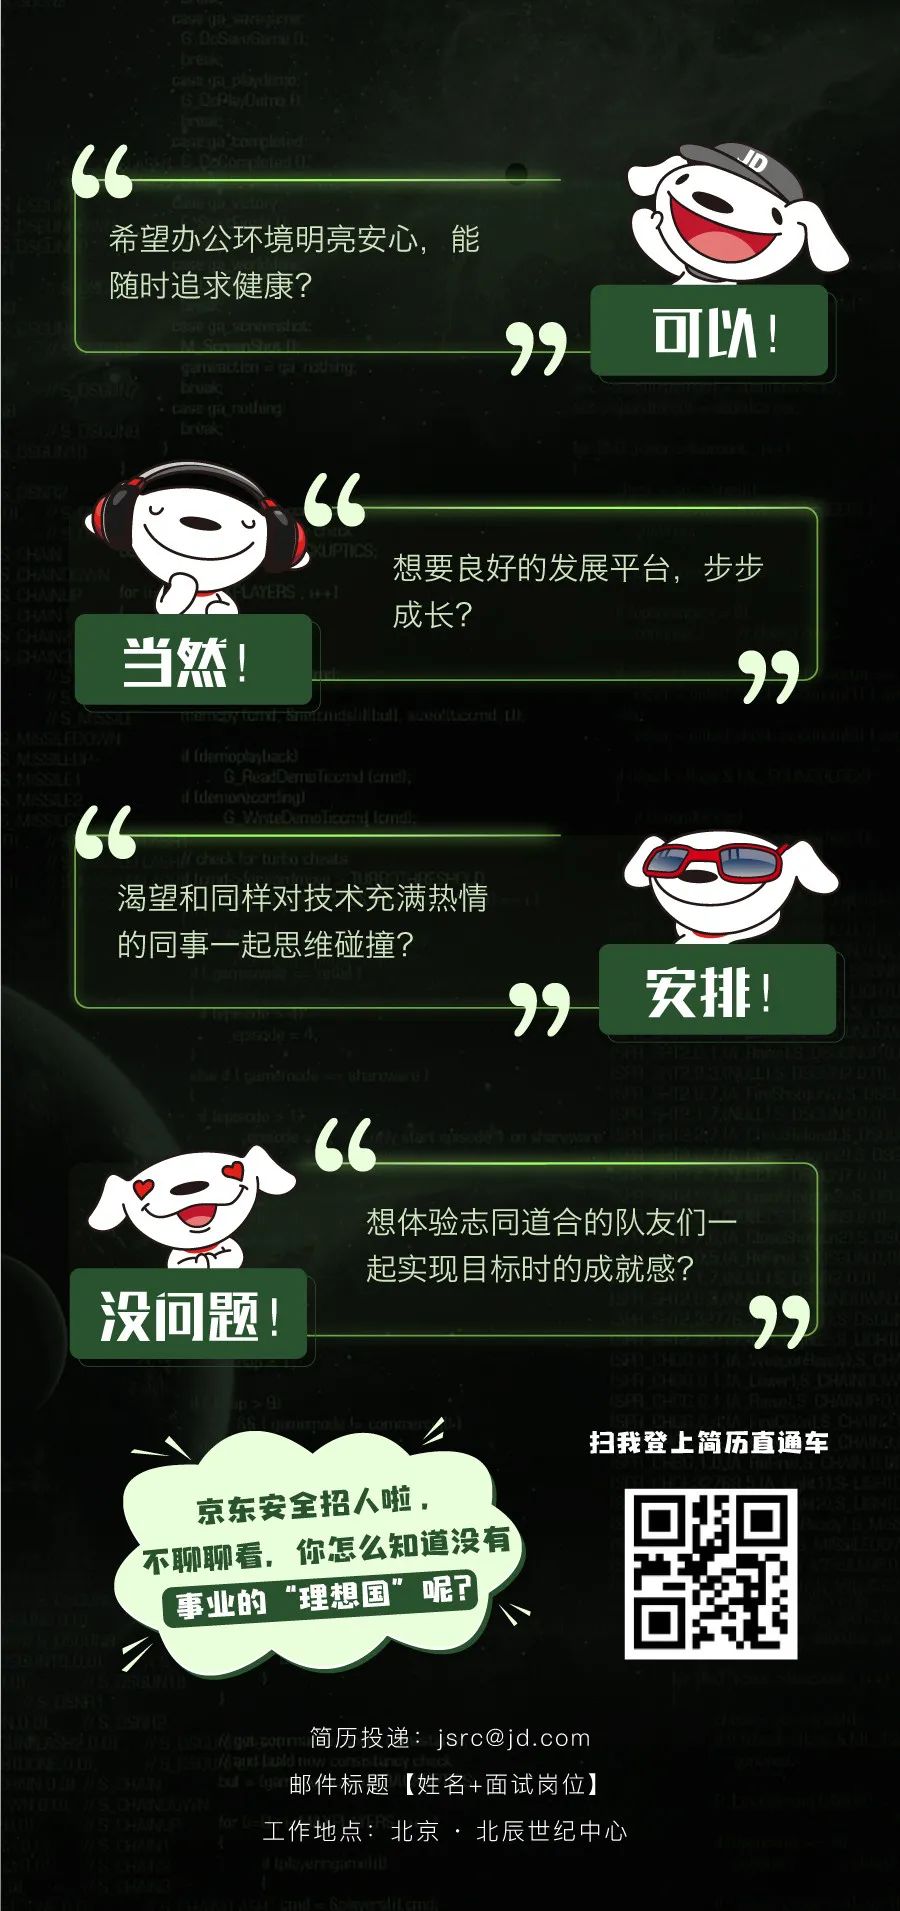 JD
希望办公环境明亮安心，能
随时追求健康？
可以！
想要良好的发展平台，步步
成长？
当然！
渴望和同样对技术充满热情
的同事一起思维碰撞？
安排！
想体验志同道合的队友们一
起实现目标时的成就感？
没问题！
京东安全招人啦，
不聊聊看，你怎么知道没有
事业的“理想国”呢？
扫我登上简历直通车
简历投递：jsrc@jd.com
邮件标题【姓名+面试岗位】
工作地点：北京 · 北辰世纪中心